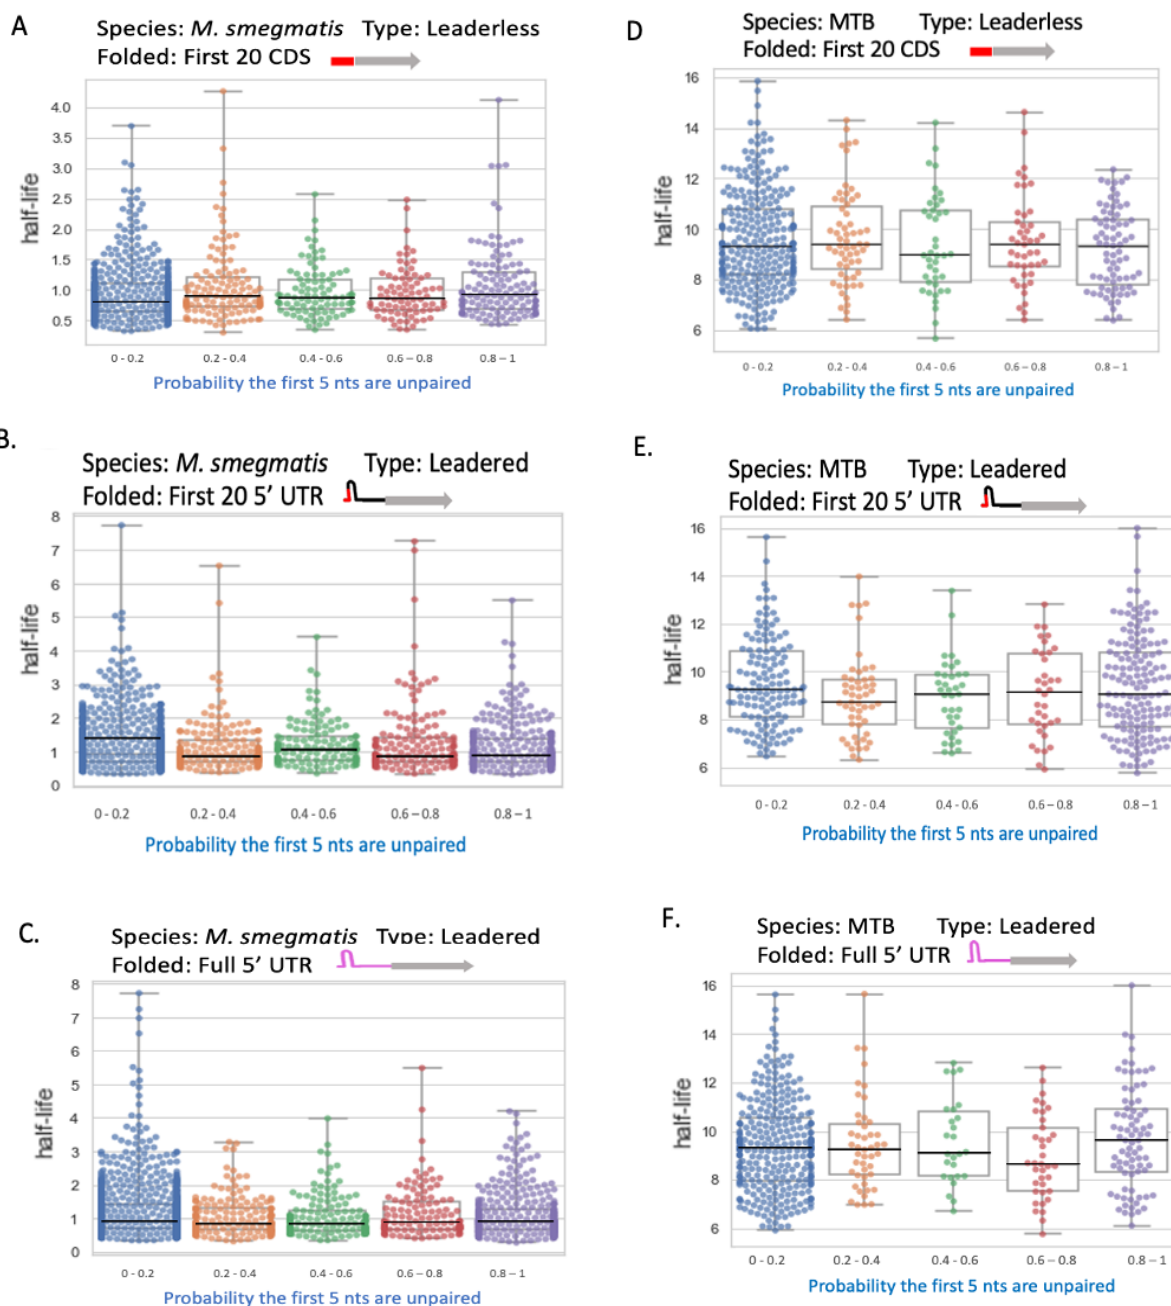 A
Species: M. smegmatis Type: Leaderless
Folded: First 20 CDS
half-life
4.0
3.5
3.0
2.5
2.0
1.5
1.0
0.5
0 - 0.2 0.2 - 0.4 0.4 - 0.6 0.6 – 0.8 0.8 – 1
Probability the first 5 nts are unpaired
D
Species: MTB Type: Leaderless
Folded: First 20 CDS
half-life
16
14
12
10
8
6
0 - 0.2 0.2 - 0.4 0.4 - 0.6 0.6 – 0.8 0.8 – 1
Probability the first 5 nts are unpaired
B.
Species: M. smegmatis Type: Leadered
Folded: First 20 5’ UTR
half-life
8
7
6
5
4
3
2
1
0
0 - 0.2 0.2 - 0.4 0.4 - 0.6 0.6 – 0.8 0.8 – 1
Probability the first 5 nts are unpaired
E.
Species: MTB Type: Leadered
Folded: First 20 5’ UTR
half-life
16
14
12
10
8
6
0 - 0.2 0.2 - 0.4 0.4 - 0.6 0.6 – 0.8 0.8 – 1
Probability the first 5 nts are unpaired
C.
Species: M. smegmatis Type: Leadered
Folded: Full 5’ UTR
half-life
8
7
6
5
4
3
2
1
0
0 - 0.2 0.2 - 0.4 0.4 - 0.6 0.6 – 0.8 0.8 – 1
Probability the first 5 nts are unpaired
F.
Species: MTB Type: Leadered
Folded: Full 5’ UTR
half-life
16
14
12
10
8
6
0 - 0.2 0.2 - 0.4 0.4 - 0.6 0.6 – 0.8 0.8 – 1
Probability the first 5 nts are unpaired